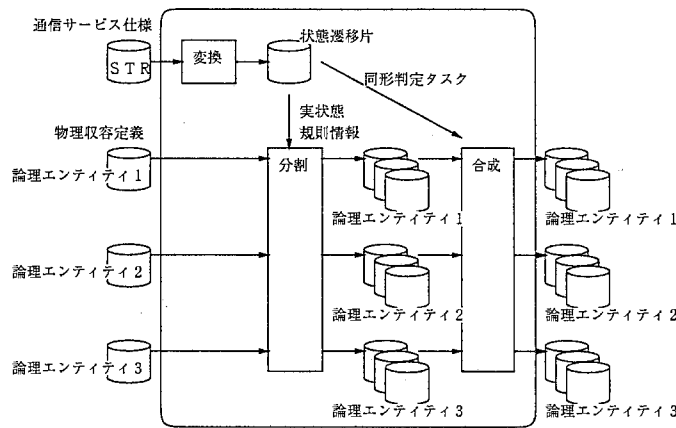 通信サービス仕様
STR
変換
状態遷移片
同形判定タスク
実状態
規則情報
物理収容定義
分割
合成
論理エンティティ1
論理エンティティ1
論理エンティティ1
論理エンティティ2
論理エンティティ2
論理エンティティ2
論理エンティティ3
論理エンティティ3
論理エンティティ3